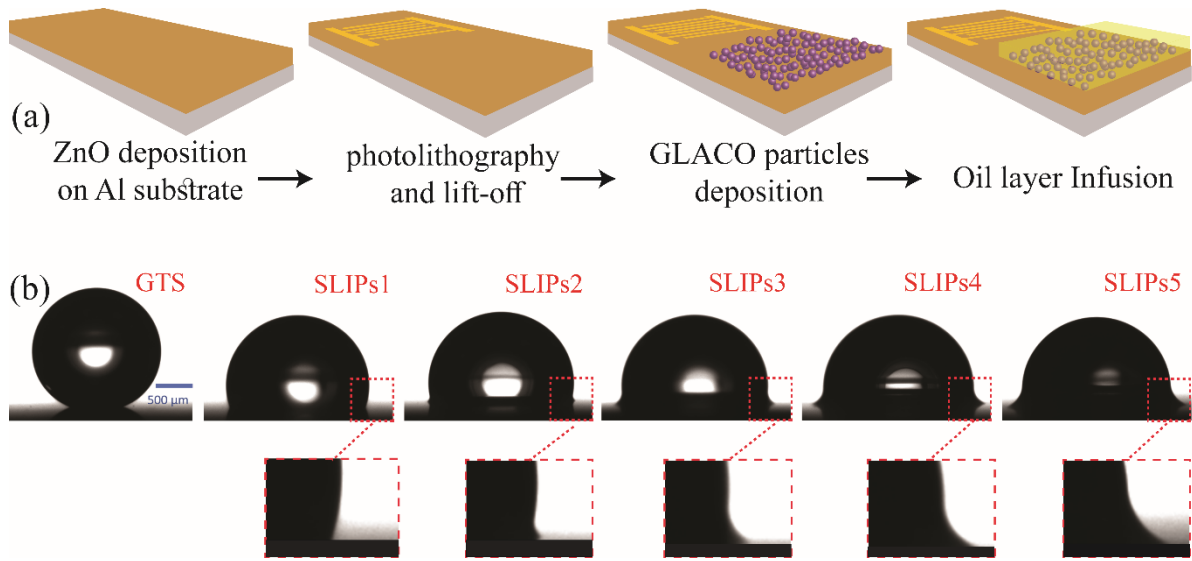 (a)
ZnO deposition
on Al substrate
photolithography
and lift-off
GLACO particles
deposition
Oil layer Infusion
(b)
GTS
SLIPs1
SLIPs2
SLIPs3
SLIPs4
SLIPs5
500 μm